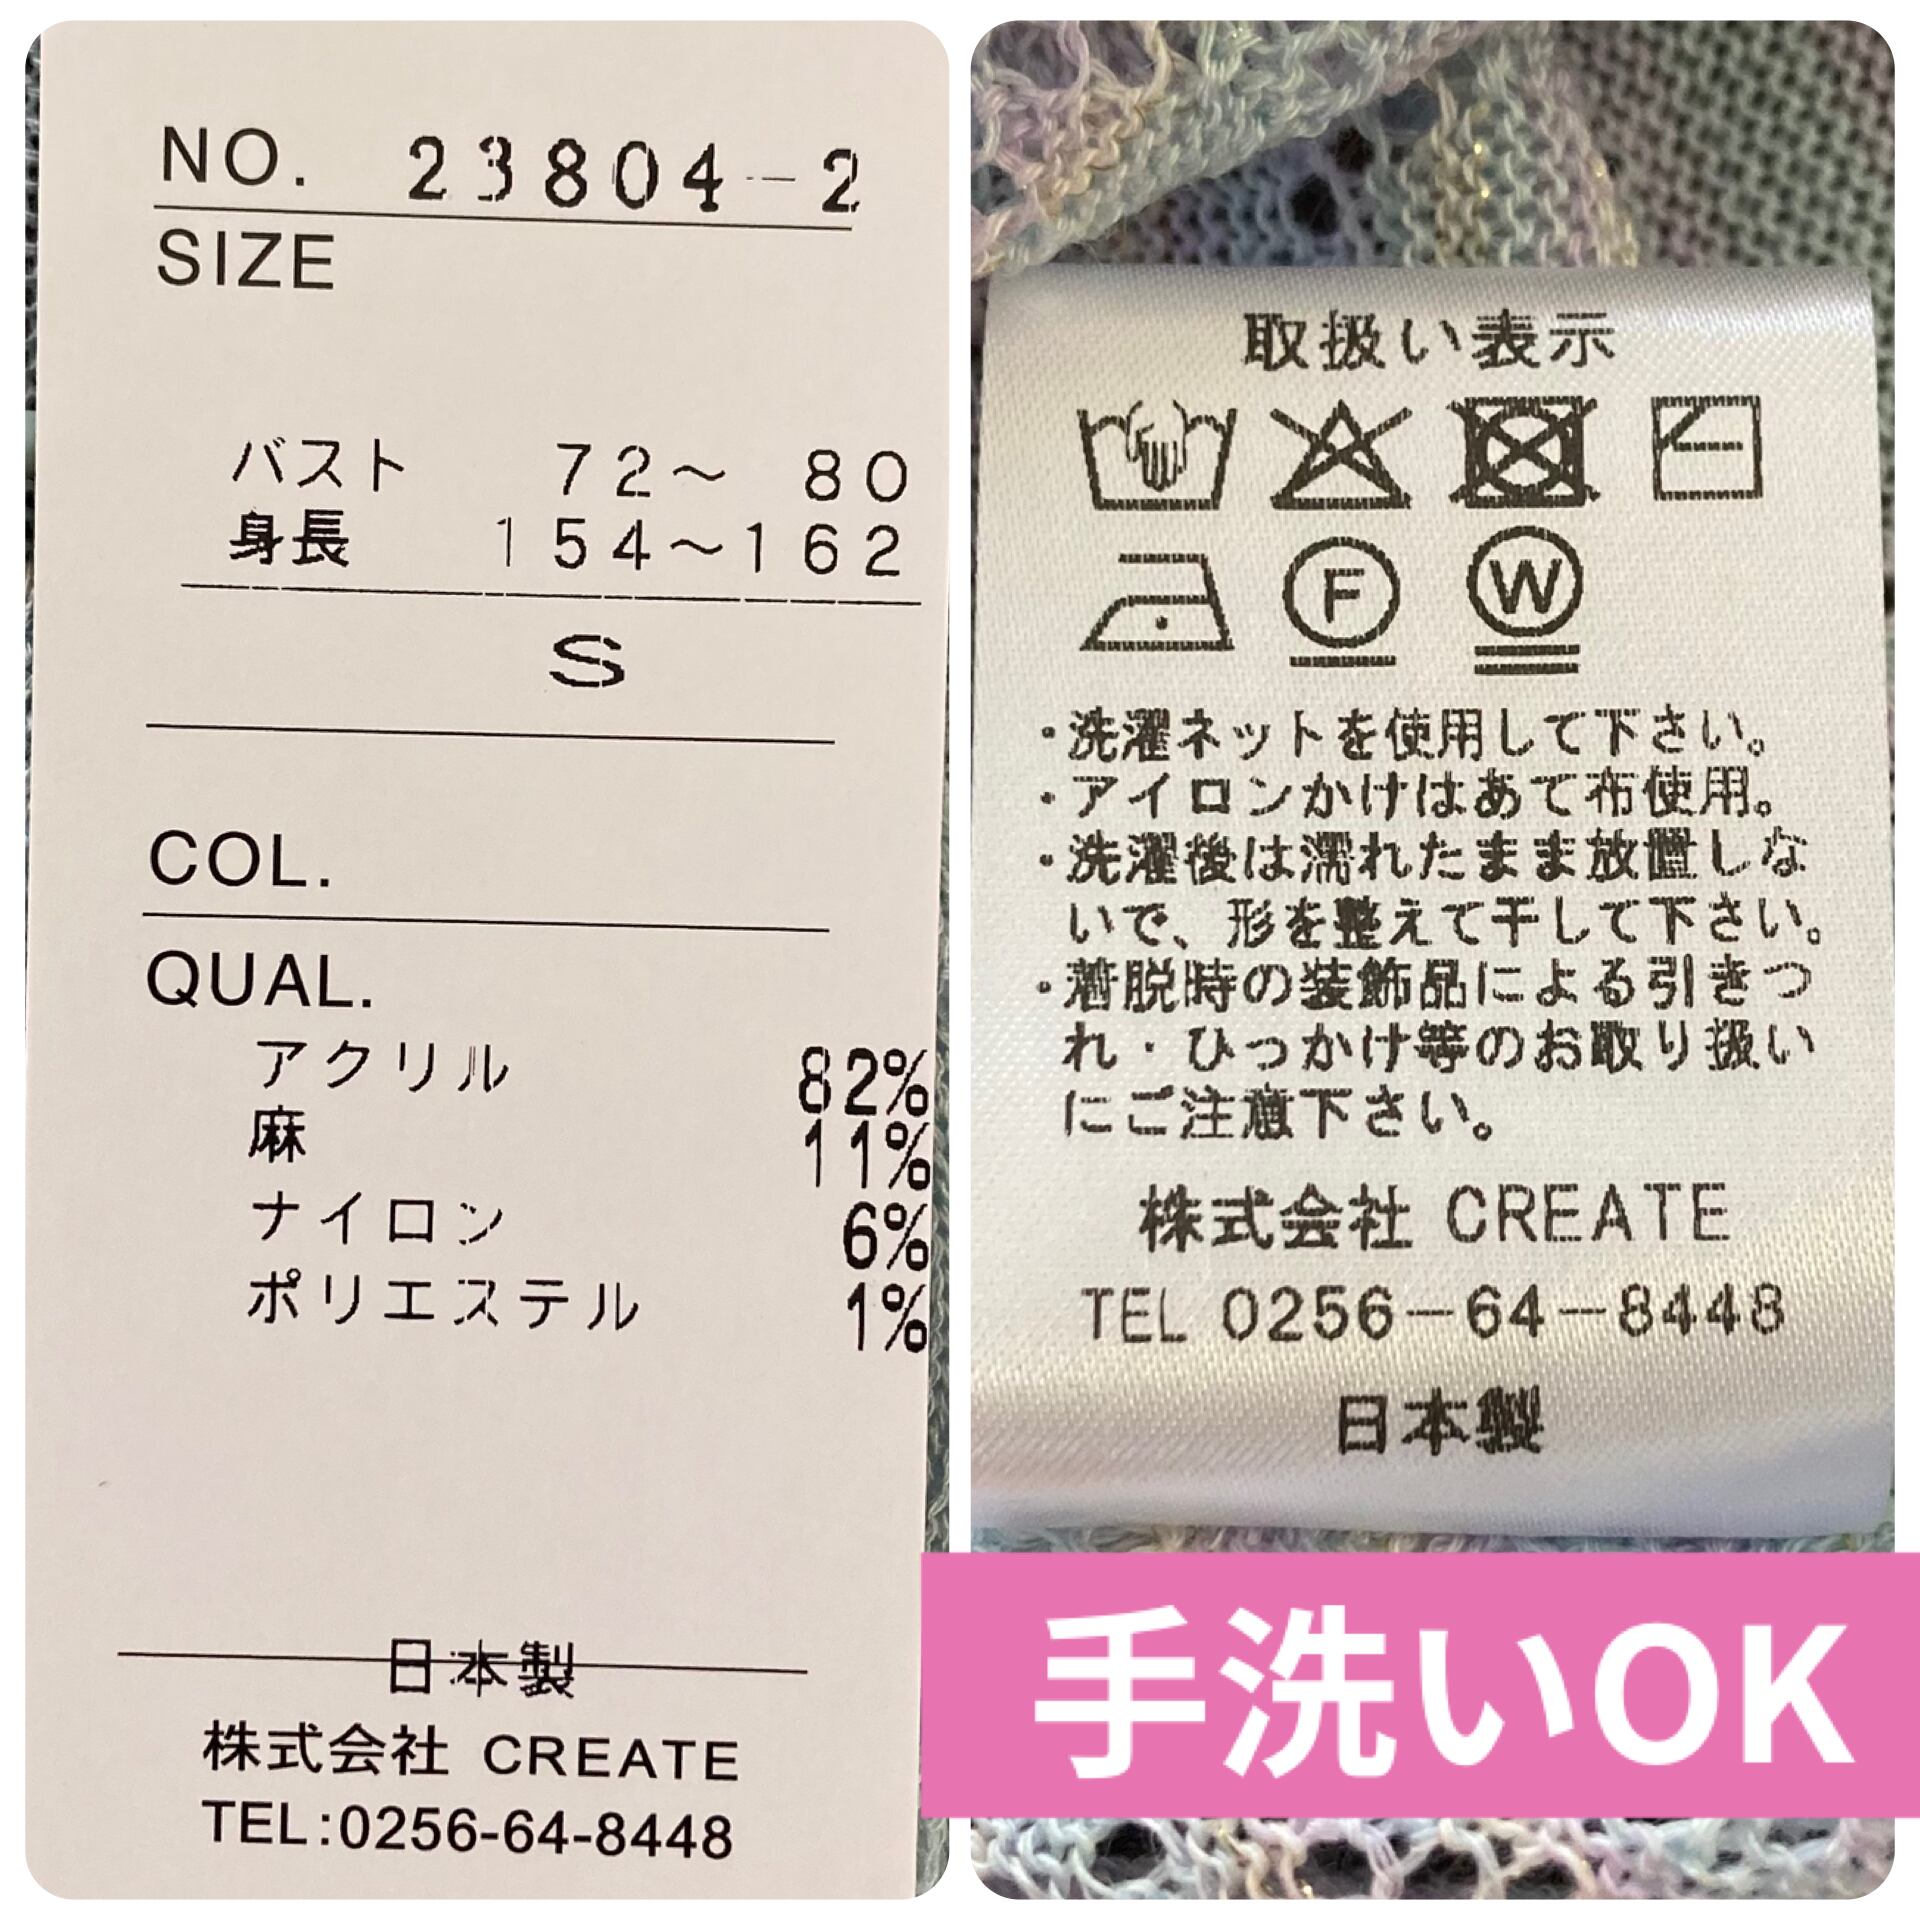 NO. 23804-2
SIZE
バスト 72～ 80
身長 154～162
S
COL.
QUAL.
アクリル 82%
麻 11%
ナイロン 6%
ポリエステル 1%
日本製
株式会社 CREATE
TEL:0256-64-8448
取扱い表示
F W
・洗濯ネットを使用して下さい。
・アイロンかけはあて布使用。
・洗濯後は濡れたまま放置しな
いで、形を整えて干して下さい。
・着脱時の装飾品による引きつ
れ・ひっかけ等のお取り扱い
にご注意下さい。
株式会社 CREATE
TEL 0256-64-8448
日本製
手洗いOK